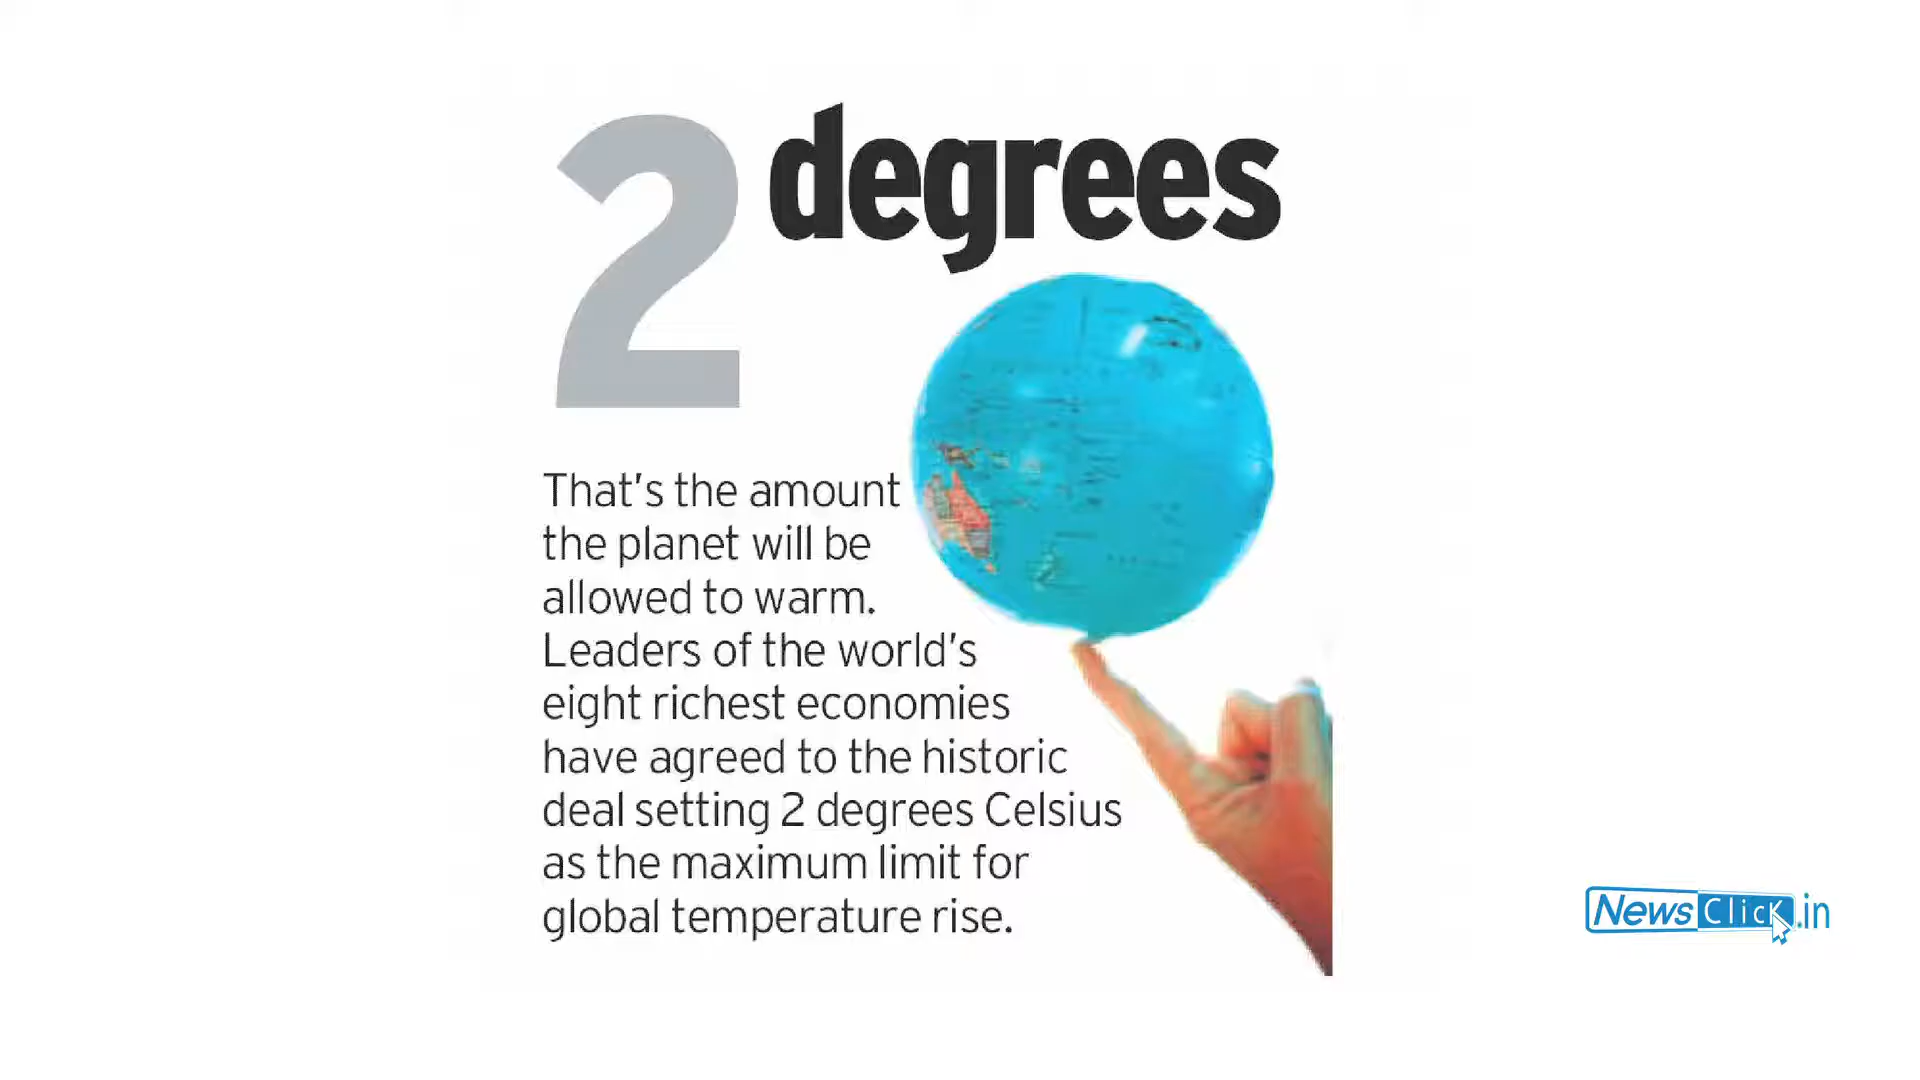 2 degrees
That's the amount
the planet will be
allowed to warm.
Leaders of the world's
eight richest economies
have agreed to the historic
deal setting 2 degrees Celsius
as the maximum limit for
global temperature rise.
NewsClick.in